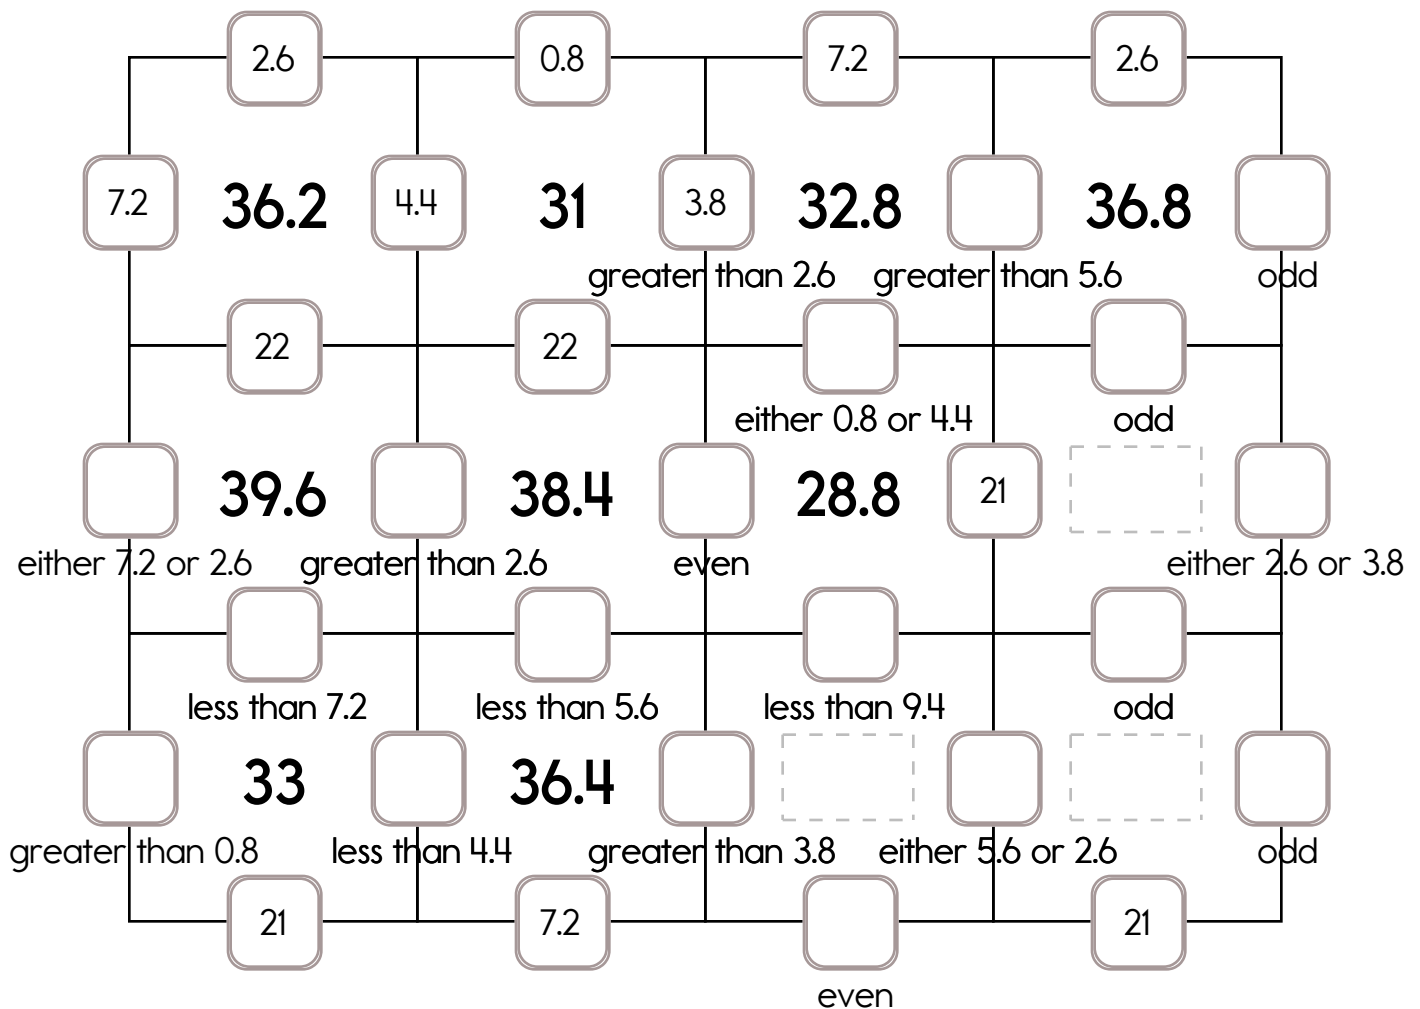 2.6 0.8 7.2 2.6
7.2 36.2 4.4 31 3.8 32.8 36.8
greater than 2.6 greater than 5.6 odd
22 22
either 0.8 or 4.4 odd
39.6 38.4 28.8 21
either 7.2 or 2.6 greater than 2.6 even either 2.6 or 3.8
less than 7.2 less than 5.6 less than 9.4 odd
33 36.4
greater than 0.8 less than 4.4 greater than 3.8 either 5.6 or 2.6 odd
21 7.2 21
even